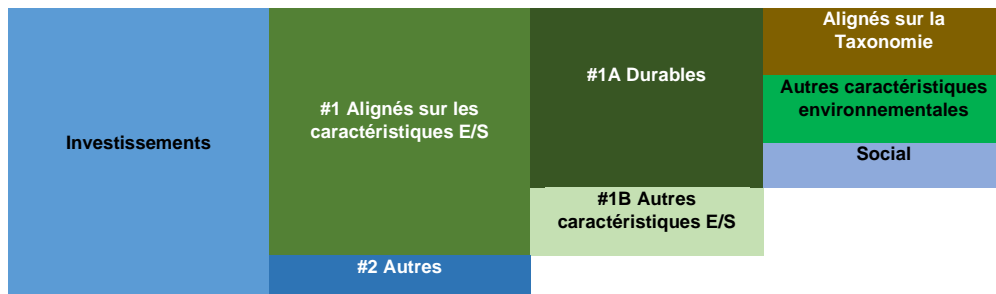 Investissements
#1 Alignés sur les
caractéristiques E/S
#2 Autres
#1A Durables
#1B Autres
caractéristiques E/S
Alignés sur la
Taxonomie
Autres caractéristiques
environnementales
Social